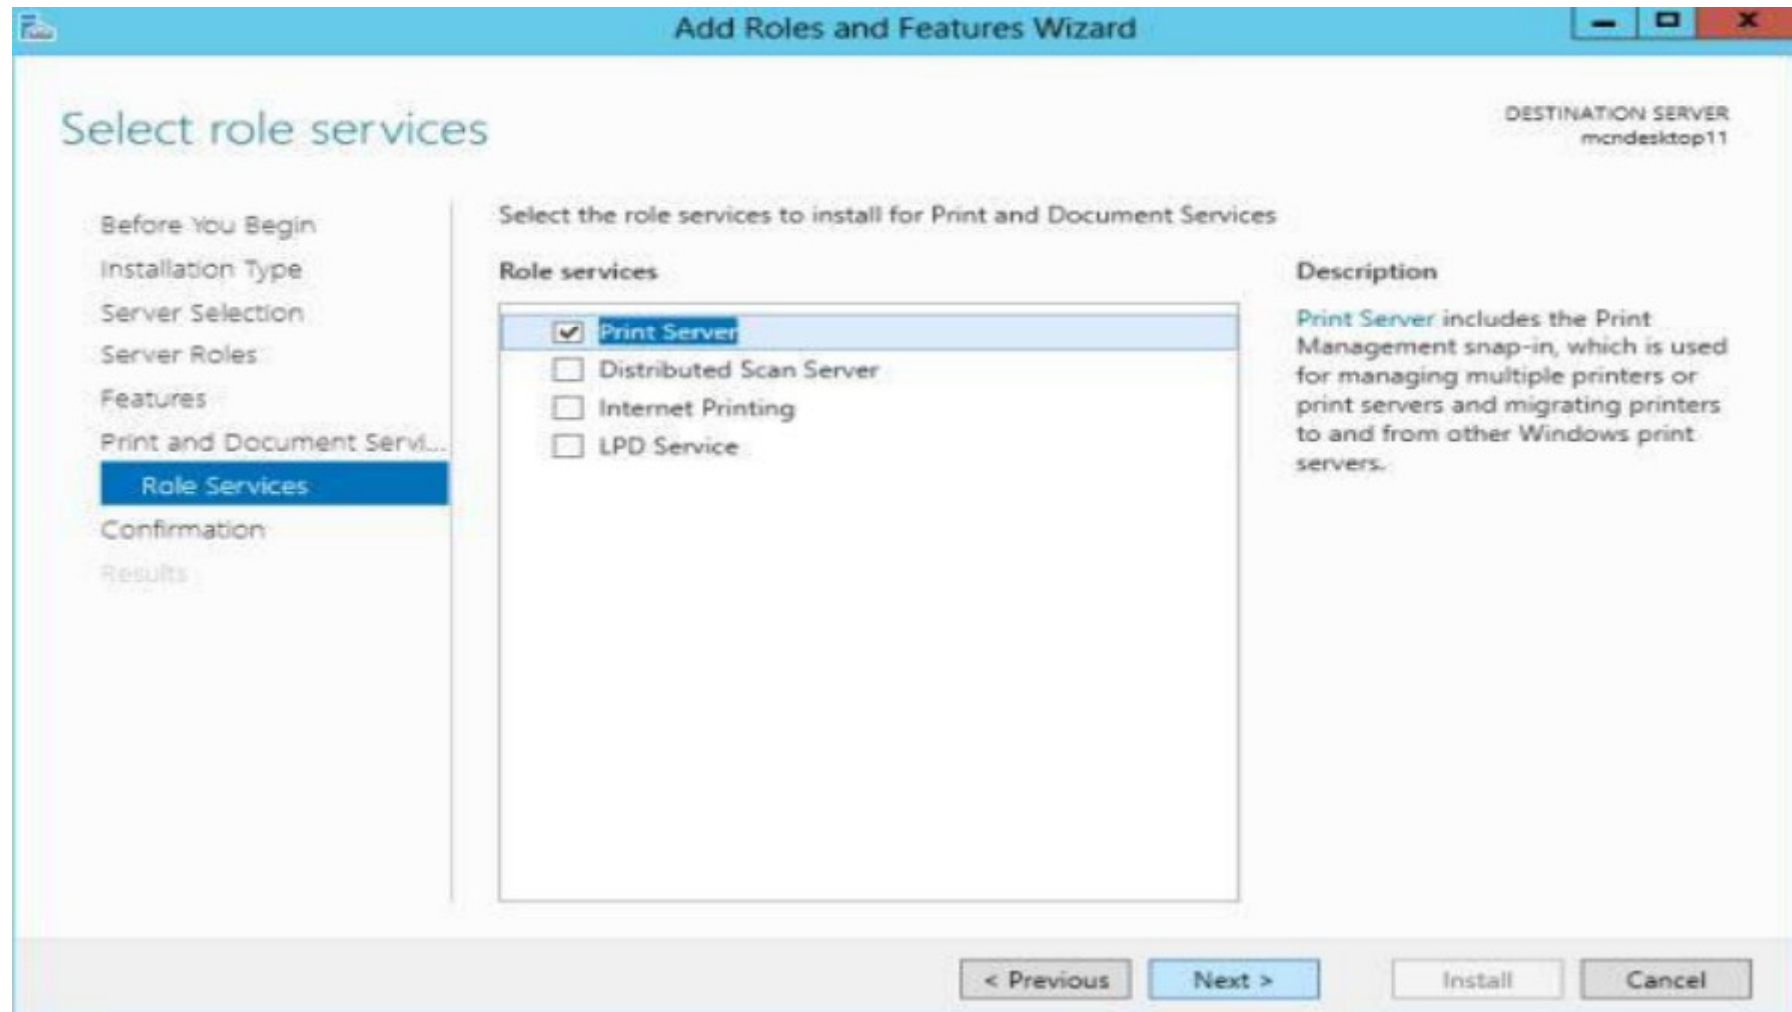 Add Roles and Features Wizard
Select role services
DESTINATION SERVER
mcndesktop11
Before You Begin
Installation Type
Server Selection
Server Roles
Features
Print and Document Servi...
Role Services
Confirmation
Results
Select the role services to install for Print and Document Services
Role services
Print Server
Distributed Scan Server
Internet Printing
LPD Service
Description
Print Server includes the Print
Management snap-in, which is used
for managing multiple printers or
print servers and migrating printers
to and from other Windows print
servers.
< Previous
Next >
Install
Cancel